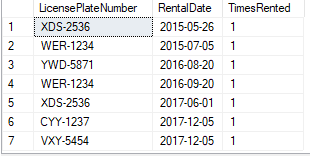 LicensePlateNumber RentalDate TimesRented
1 XDS-2536 2015-05-26 1
2 WER-1234 2015-07-05 1
3 YWD-5871 2016-08-20 1
4 WER-1234 2016-09-20 1
5 XDS-2536 2017-06-01 1
6 CYY-1237 2017-12-05 1
7 VXY-5454 2017-12-05 1